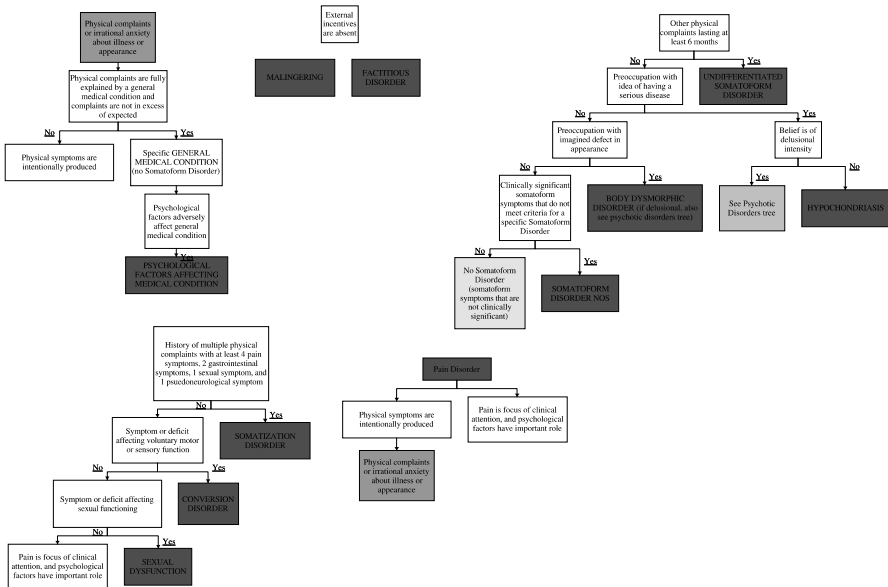 Physical complaints
or irrational anxiety
about illness or
appearance
Physical complaints are fully
explained by a general
medical condition and
complaints are not in excess
of expected
No
Yes
Physical symptoms are
intentionally produced
Specific GENERAL
MEDICAL CONDITION
(no Somatoform Disorder)
Psychological
factors adversely
affect general
medical condition
Yes
PSYCHOLOGICAL
FACTORS AFFECTING
MEDICAL CONDITION
External
incentives
are absent
MALINGERING
FACTITIOUS
DISORDER
Other physical
complaints lasting at
least 6 months
No
Yes
Preoccupation with
idea of having a
serious disease
UNDIFFERENTIATED
SOMATOFORM
DISORDER
No
Yes
Preoccupation with
imagined defect in
appearance
Belief is of
delusional
intensity
No
Yes
Yes
No
Clinically significant
somatoform
symptoms that do not
meet criteria for a
specific Somatoform
Disorder
BODY DYSMORPHIC
DISORDER (if delusional, also
see psychotic disorders tree)
See Psychotic
Disorders tree
HYPOCHONDRIASIS
No
Yes
No Somatoform
Disorder
(somatoform
symptoms that are
not clinically
significant)
SOMATOFORM
DISORDER NOS
History of multiple physical
complaints with at least 4 pain
symptoms, 2 gastrointestinal
symptoms, 1 sexual symptom, and
1 psuedoneurological symptom
No
Yes
Symptom or deficit
affecting voluntary motor
or sensory function
SOMATIZATION
DISORDER
No
Yes
Symptom or deficit affecting
sexual functioning
CONVERSION
DISORDER
No
Yes
Pain is focus of clinical
attention, and psychological
factors have important role
SEXUAL
DYSFUNCTION
Pain Disorder
Physical symptoms are
intentionally produced
Pain is focus of clinical
attention, and psychological
factors have important role
Physical complaints
or irrational anxiety
about illness or
appearance